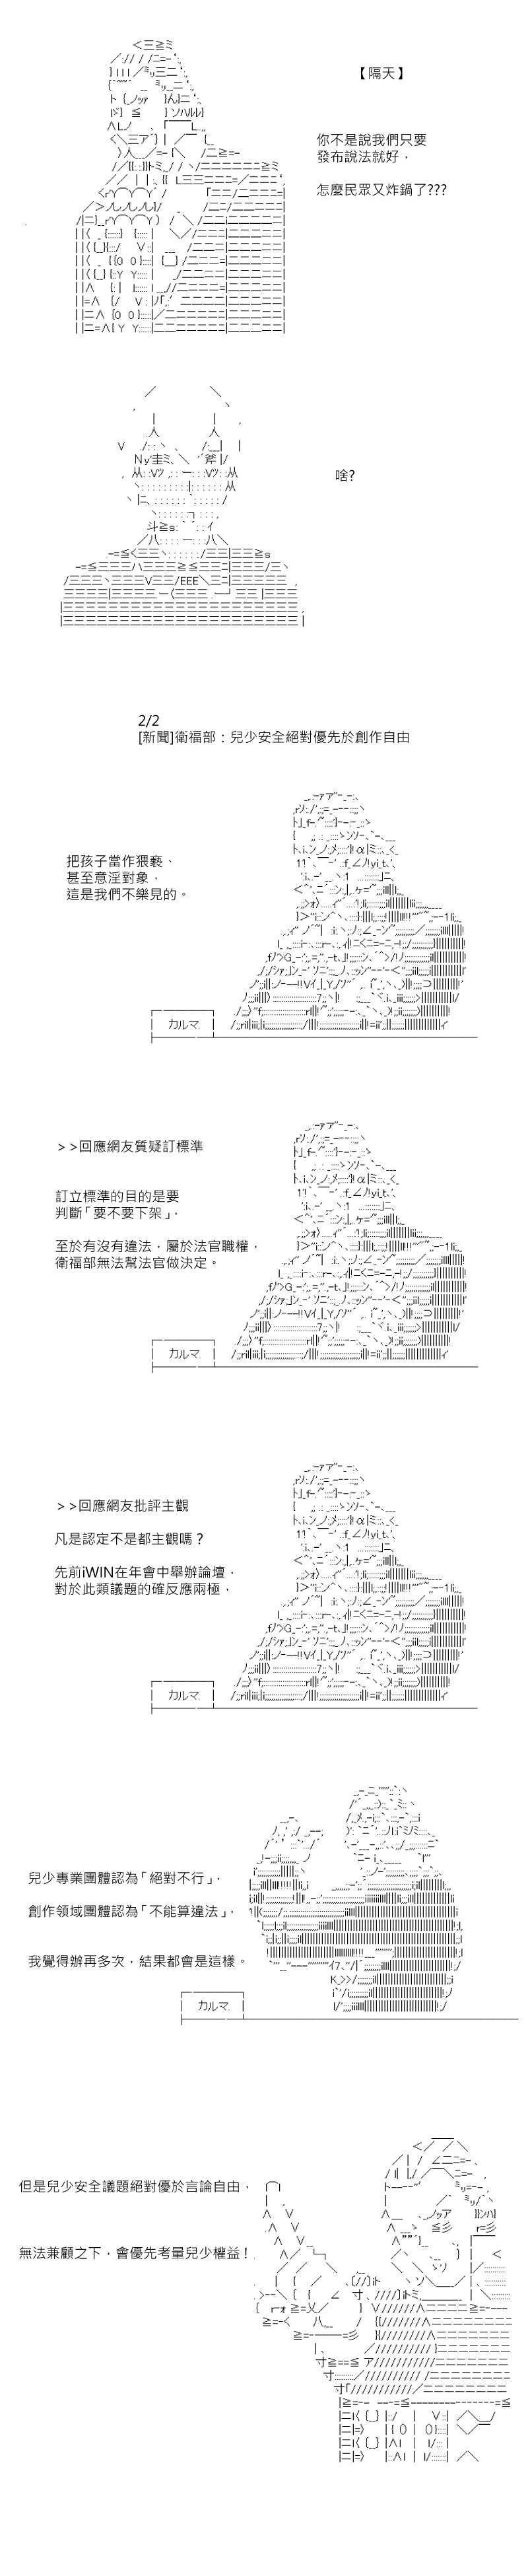 【隔天】
你不是說我們只要
發布說法就好，
怎麼民眾又炸鍋了???
啥?
2/2
[新聞]衛福部：兒少安全絕對優先於創作自由
把孩子當作猥褻、
甚至意淫對象，
這是我們不樂見的。
カルマ.
>>回應網友質疑訂標準
訂立標準的目的是要
判斷「要不要下架」，
至於有沒有違法，屬於法官職權，
衛福部無法幫法官做決定。
カルマ.
>>回應網友批評主觀
凡是認定不是都主觀嗎？
先前iWIN在年會中舉辦論壇，
對於此類議題的確反應兩極，
カルマ.
兒少專業團體認為「絕對不行」，
創作領域團體認為「不能算違法」，
我覺得辦再多次，結果都會是這樣。
カルマ.
但是兒少安全議題絕對優於言論自由，
無法兼顧之下，會優先考量兒少權益！